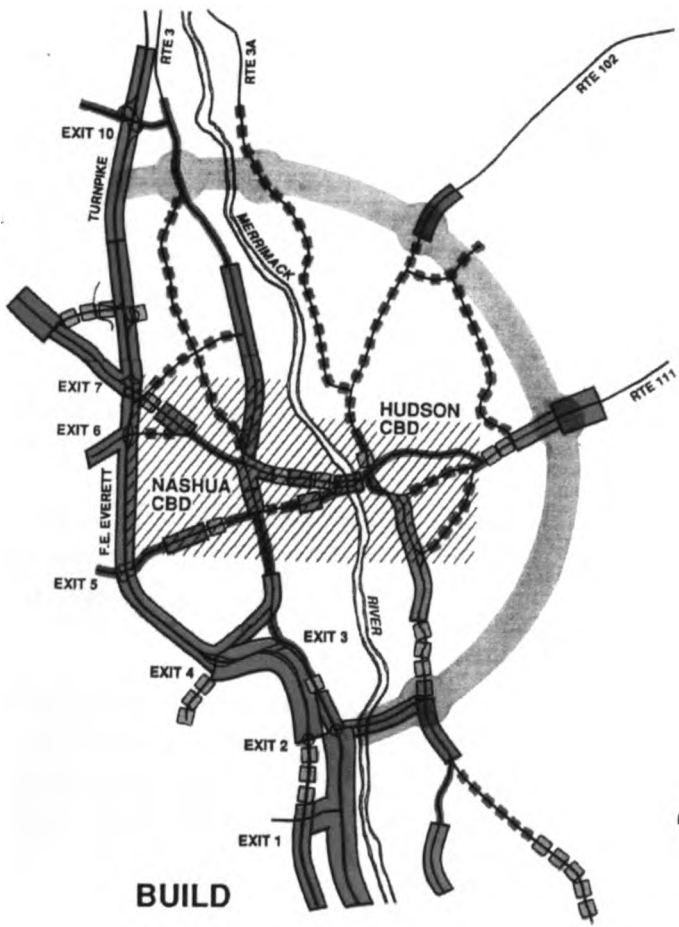 RTE 3
RTE 3A
RTE 102
EXIT 10
TURNPIKE
MERRIMACK
EXIT 7
HUDSON
CBD
RTE 111
EXIT 6
NASHUA
CBD
F.E. EVERETT
EXIT 5
RIVER
EXIT 3
EXIT 4
EXIT 2
EXIT 1
BUILD